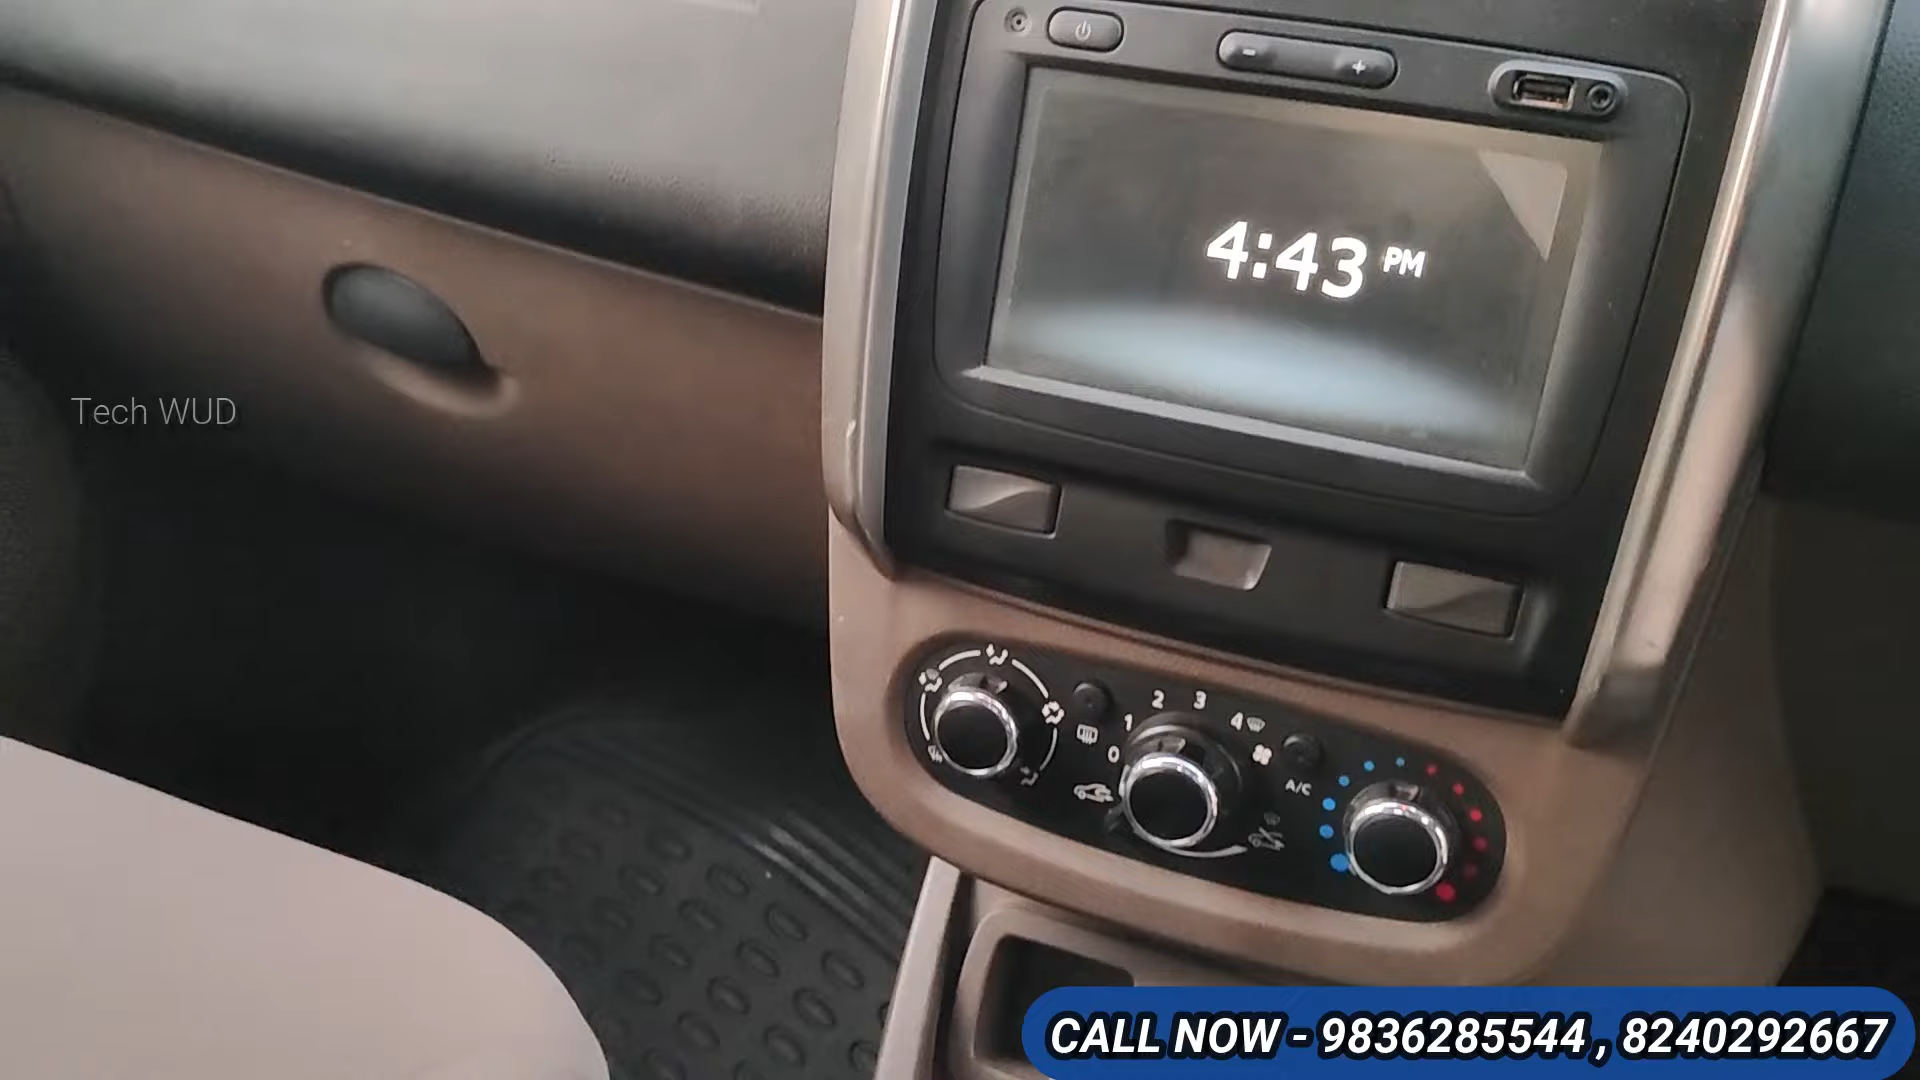 - +
4:43 PM
Tech WUD
0 1 2 3 4
A/C
CALL NOW - 9836285544 , 8240292667